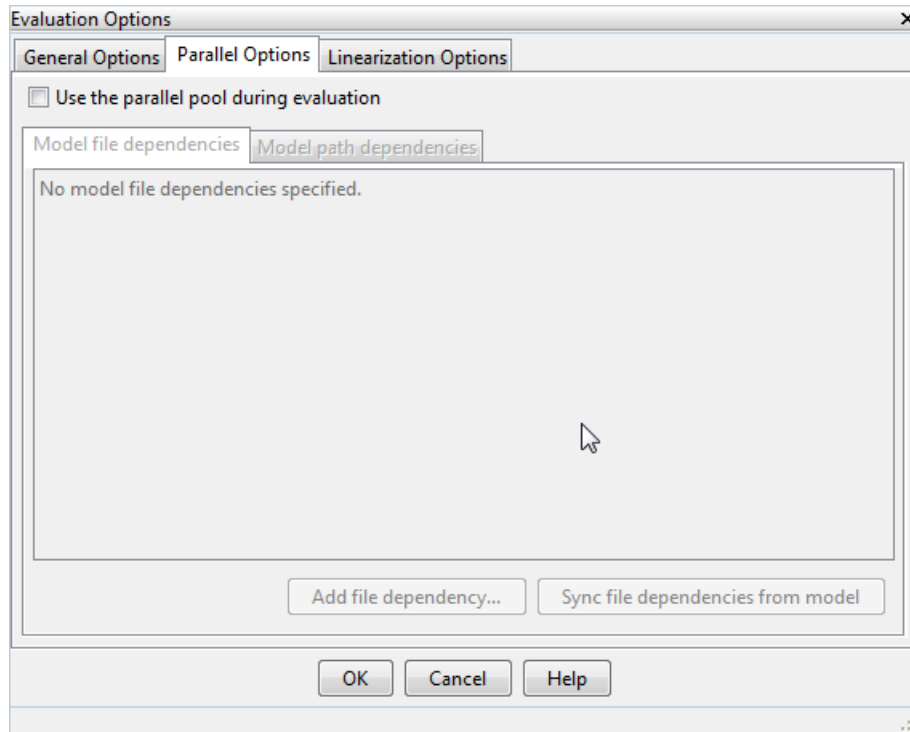 Evaluation Options
General Options Parallel Options Linearization Options
Use the parallel pool during evaluation
Model file dependencies Model path dependencies
No model file dependencies specified.
Add file dependency... Sync file dependencies from model
OK Cancel Help